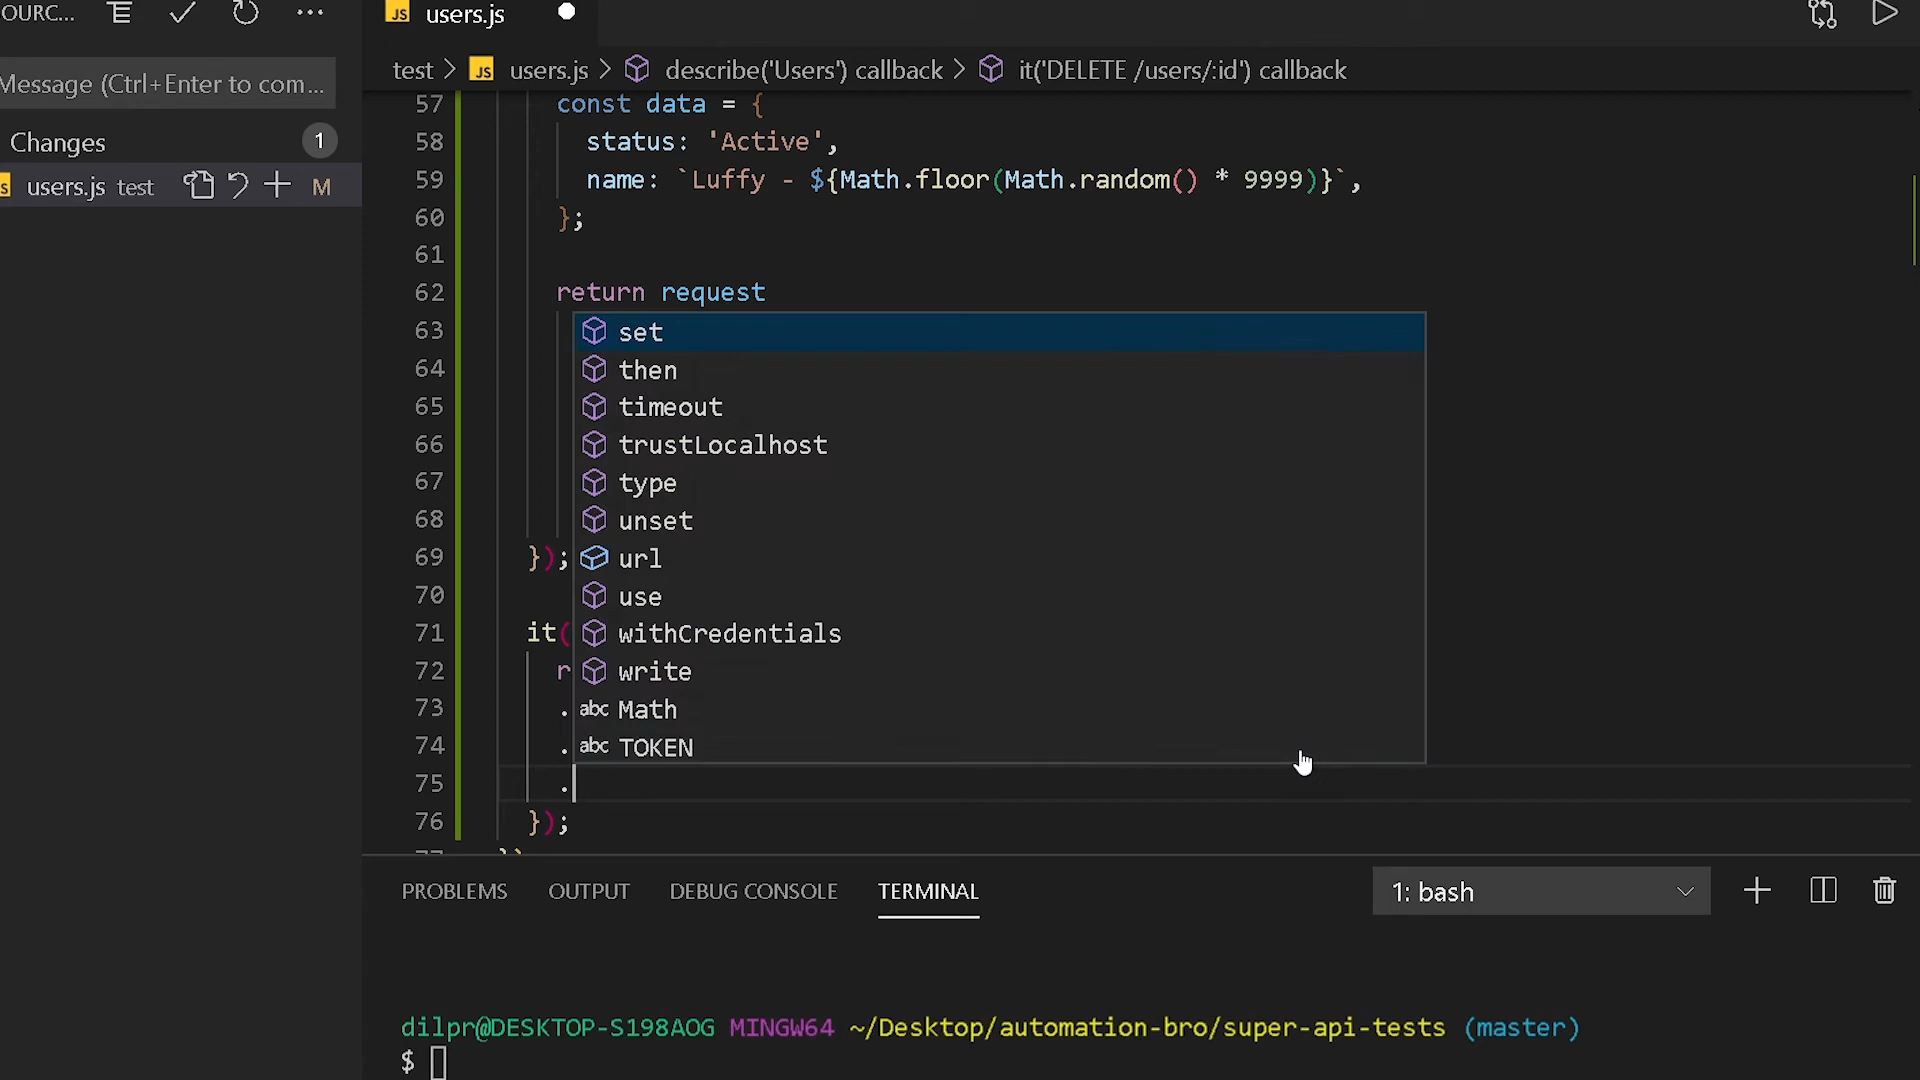 OURC...
JS users.js
Message (Ctrl+Enter to com...
test > JS users.js > describe('Users') callback > it('DELETE /users/:id') callback
Changes 1
users.js test M
57 const data = {
58 status: 'Active',
59 name: `Luffy - ${Math.floor(Math.random() * 9999)}`,
60 };
61
62 return request
63 set
64 then
65 timeout
66 trustLocalhost
67 type
68 unset
69 }); url
70 use
71 it( withCredentials
72 r write
73 . abc Math
74 . abc TOKEN
75 .
76 });
PROBLEMS OUTPUT DEBUG CONSOLE TERMINAL 1: bash
dilpr@DESKTOP-S198AOG MINGW64 ~/Desktop/automation-bro/super-api-tests (master)
$